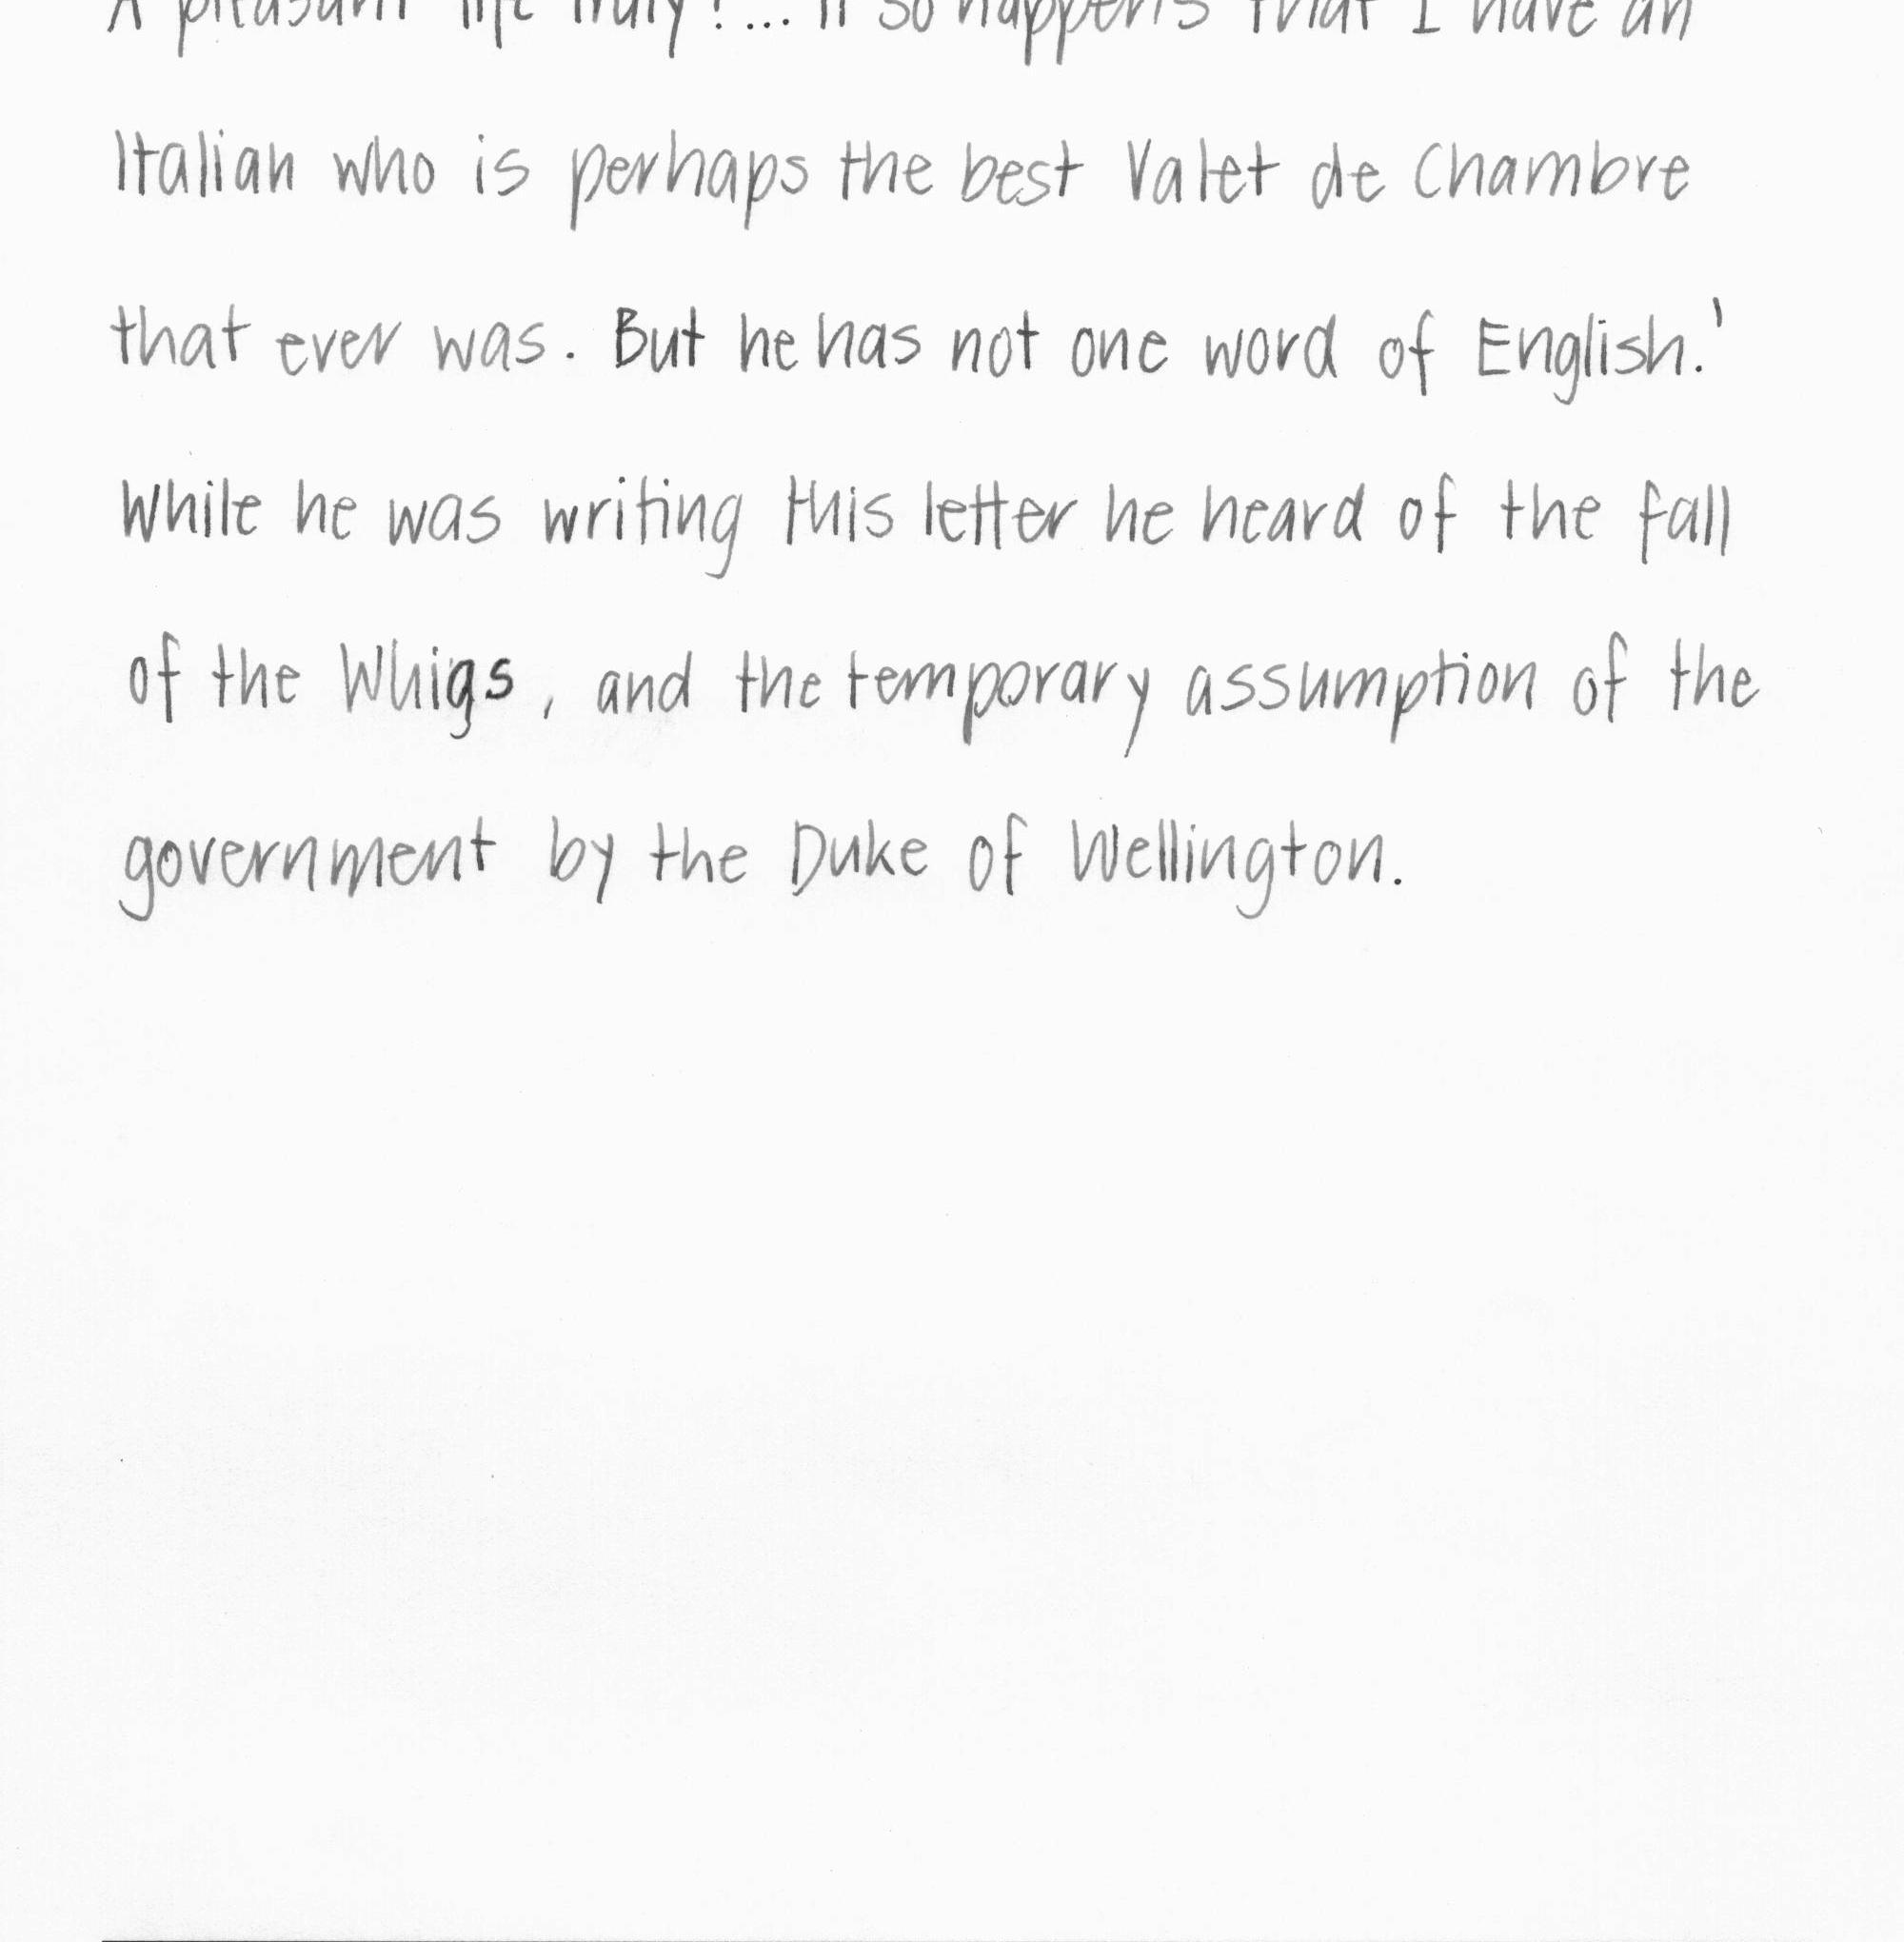 A pleasant life truly! ... It so happens that I have an
Italian who is perhaps the best Valet de Chambre
that ever was. But he has not one word of English.'
While he was writing this letter he heard of the fall
of the Whigs, and the temporary assumption of the
government by the Duke of Wellington.